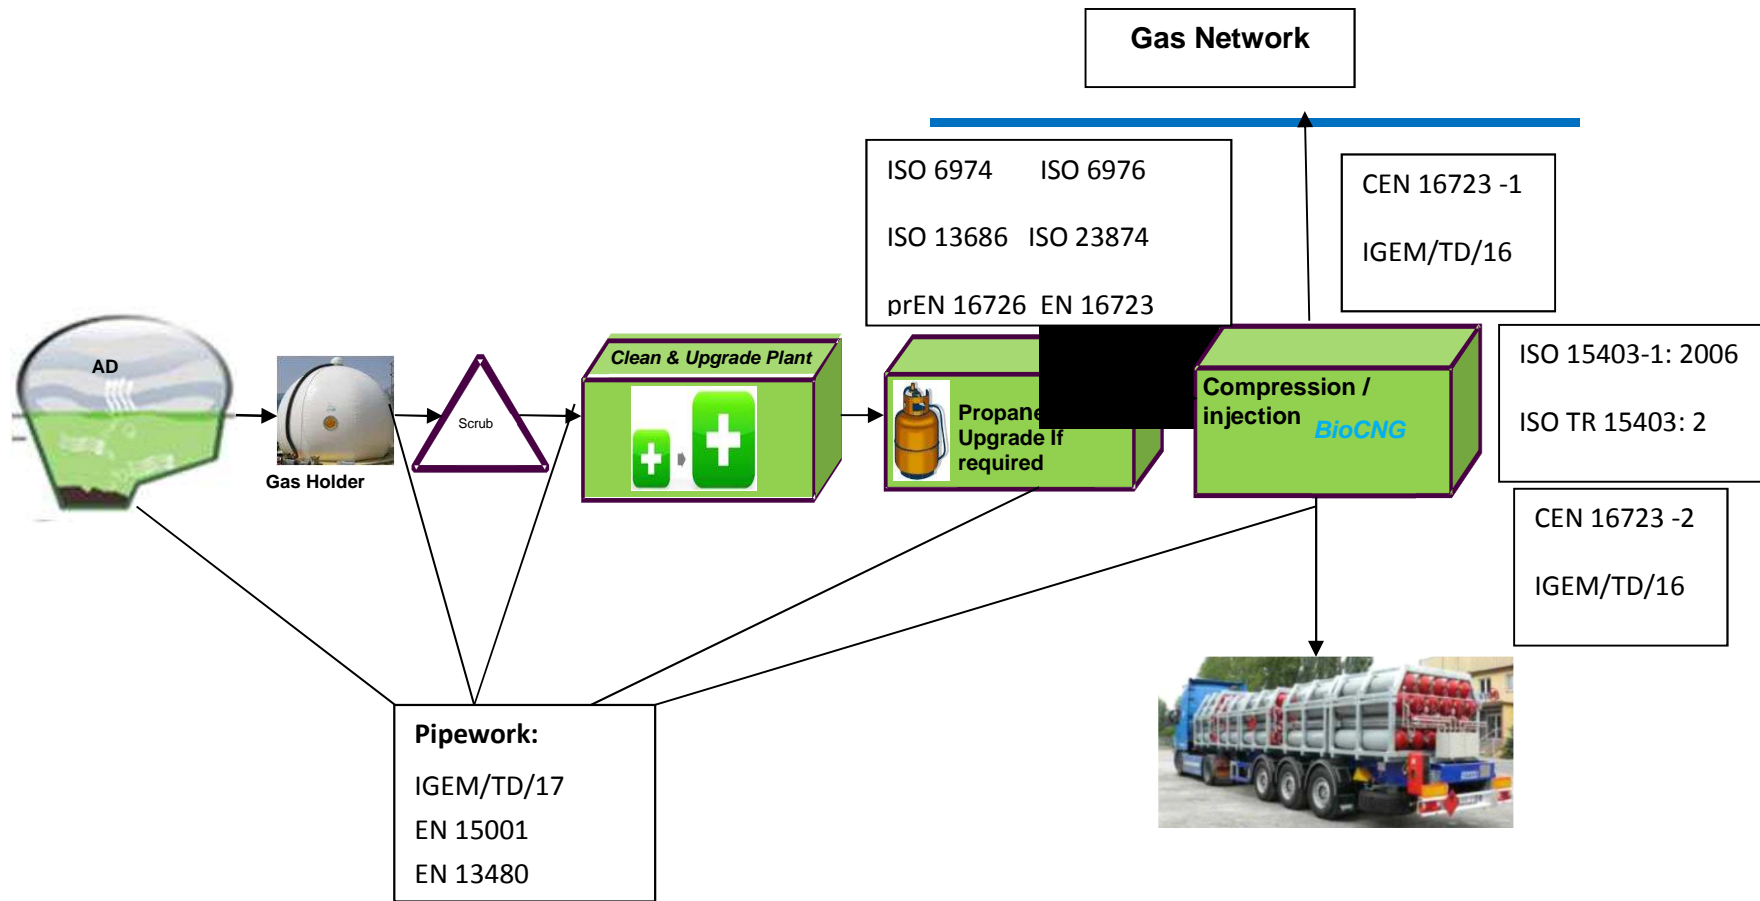 Gas Network
ISO 6974 ISO 6976
ISO 13686 ISO 23874
prEN 16726 EN 16723
CEN 16723 -1
IGEM/TD/16
AD
Gas Holder
Scrub
Clean & Upgrade Plant
Propane
Upgrade If
required
Compression /
injection
BioCNG
ISO 15403-1: 2006
ISO TR 15403: 2
CEN 16723 -2
IGEM/TD/16
Pipework:
IGEM/TD/17
EN 15001
EN 13480